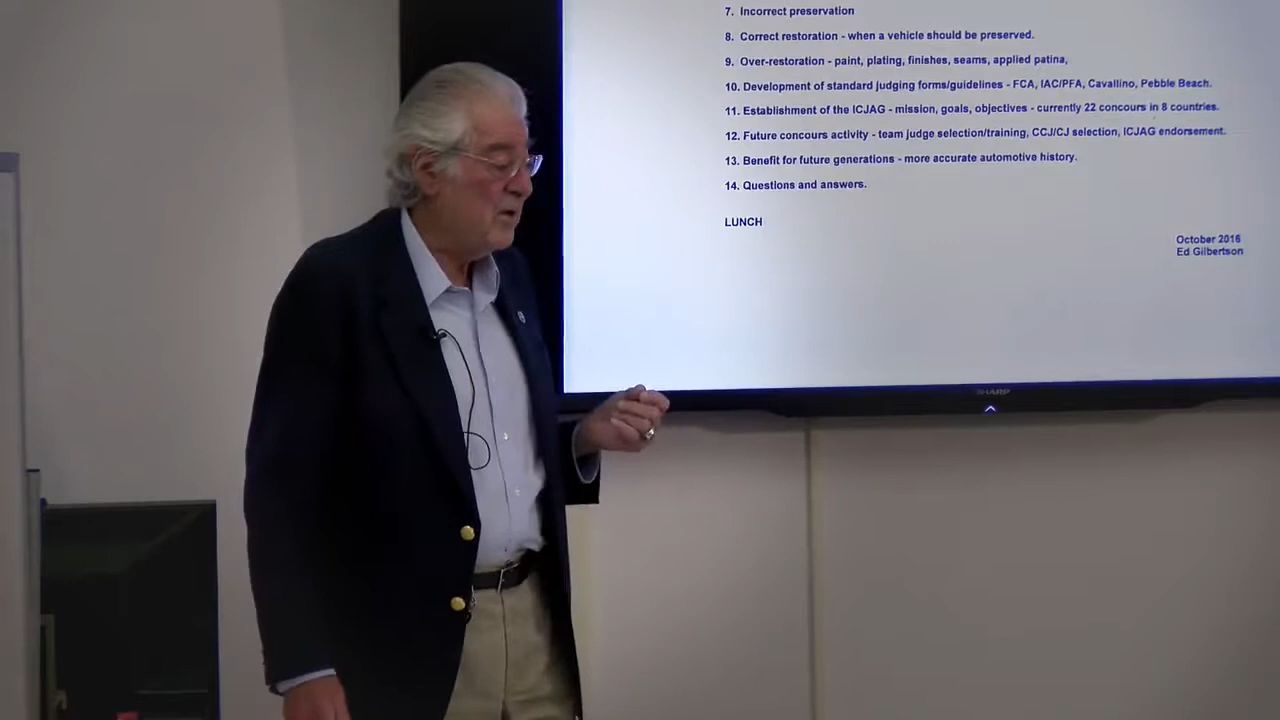 7. Incorrect preservation
8. Correct restoration - when a vehicle should be preserved.
9. Over-restoration - paint, plating, finishes, seams, applied patina,
10. Development of standard judging forms/guidelines - FCA, IAC/PFA, Cavallino, Pebble Beach.
11. Establishment of the ICJAG - mission, goals, objectives - currently 22 concours in 8 countries.
12. Future concours activity - team judge selection/training, CCJ/CJ selection, ICJAG endorsement.
13. Benefit for future generations - more accurate automotive history.
14. Questions and answers.
LUNCH
October 2016
Ed Gilbertson
SHARP